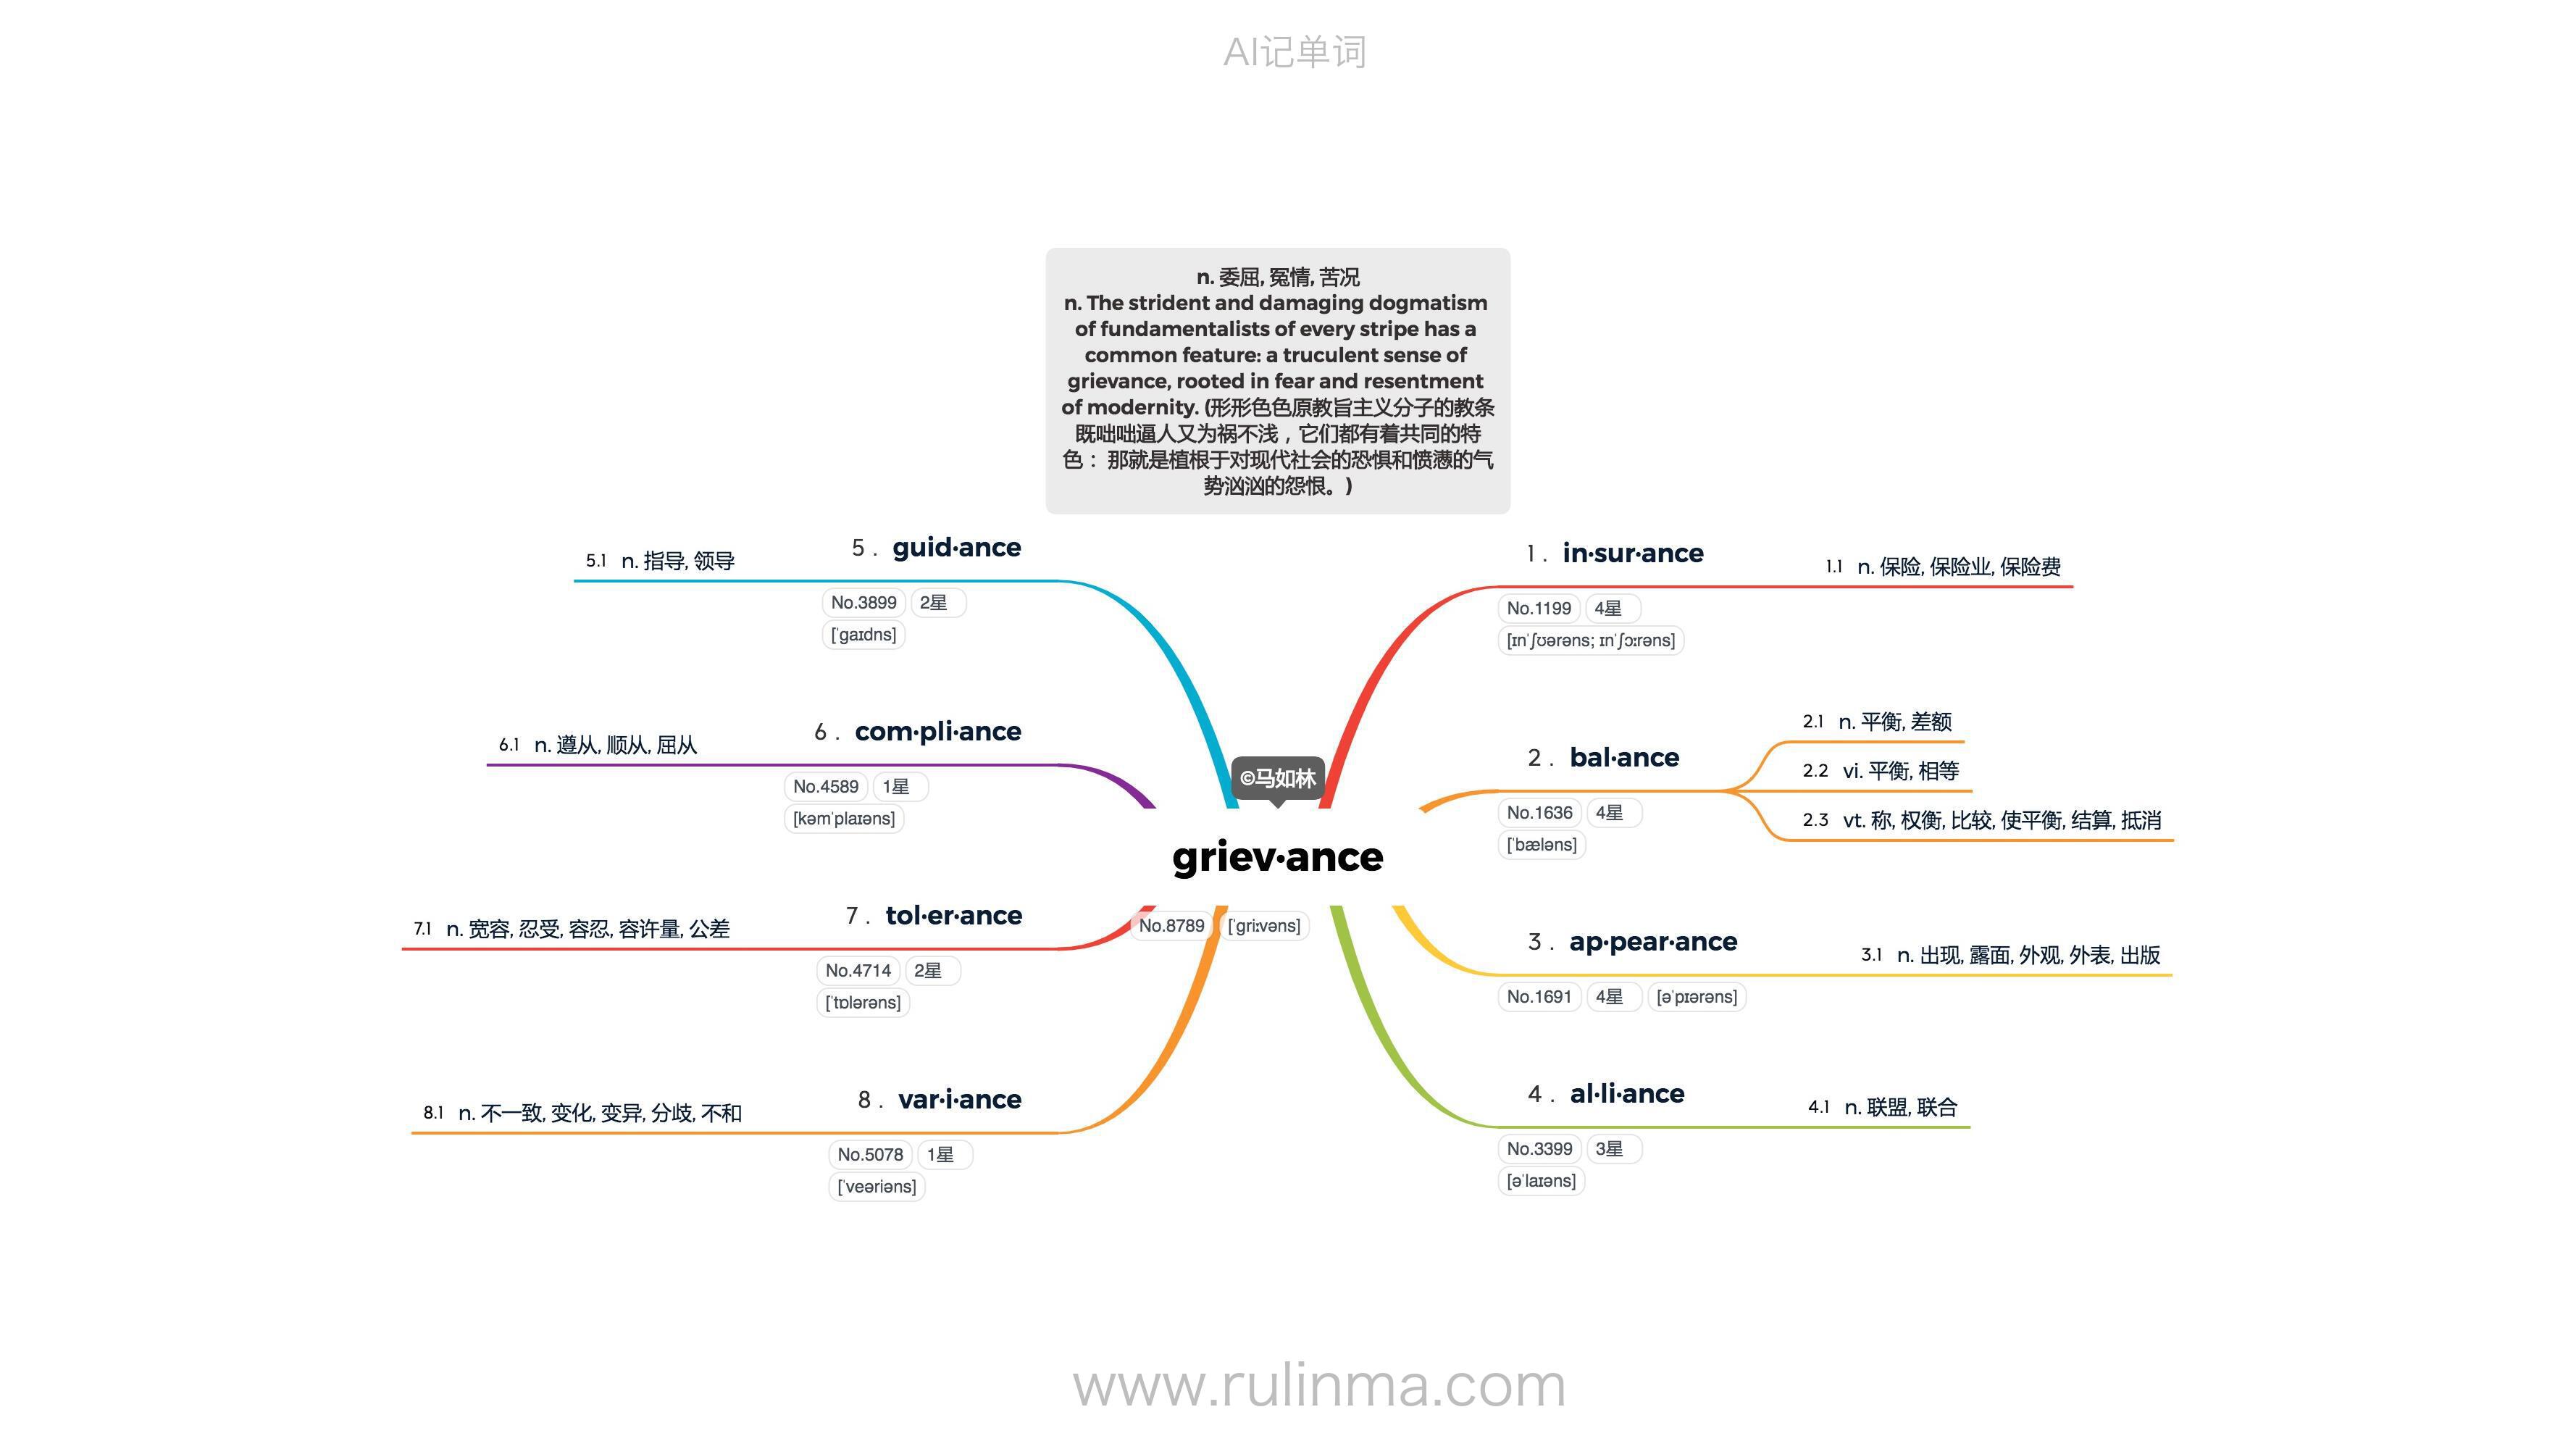 AI记单词
n. 委屈, 冤情, 苦况
n. The strident and damaging dogmatism
of fundamentalists of every stripe has a
common feature: a truculent sense of
grievance, rooted in fear and resentment
of modernity. (形形色色原教旨主义分子的教条
既咄咄逼人又为祸不浅，它们都有着共同的特
色： 那就是植根于对现代社会的恐惧和愤懑的气
势汹汹的怨恨。)
©马如林
griev·ance
No.8789 [ˈgriːvəns]
1 . in·sur·ance
No.1199 4星
[ɪnˈʃʊərəns; ɪnˈʃɔːrəns]
1.1 n. 保险, 保险业, 保险费
2 . bal·ance
No.1636 4星
[ˈbæləns]
2.1 n. 平衡, 差额
2.2 vi. 平衡, 相等
2.3 vt. 称, 权衡, 比较, 使平衡, 结算, 抵消
3 . ap·pear·ance
No.1691 4星 [əˈpɪərəns]
3.1 n. 出现, 露面, 外观, 外表, 出版
4 . al·li·ance
No.3399 3星
[əˈlaɪəns]
4.1 n. 联盟, 联合
5 . guid·ance
No.3899 2星
[ˈgaɪdns]
5.1 n. 指导, 领导
6 . com·pli·ance
No.4589 1星
[kəmˈplaɪəns]
6.1 n. 遵从, 顺从, 屈从
7 . tol·er·ance
No.4714 2星
[ˈtɒlərəns]
7.1 n. 宽容, 忍受, 容忍, 容许量, 公差
8 . var·i·ance
No.5078 1星
[ˈveəriəns]
8.1 n. 不一致, 变化, 变异, 分歧, 不和
www.rulinma.com